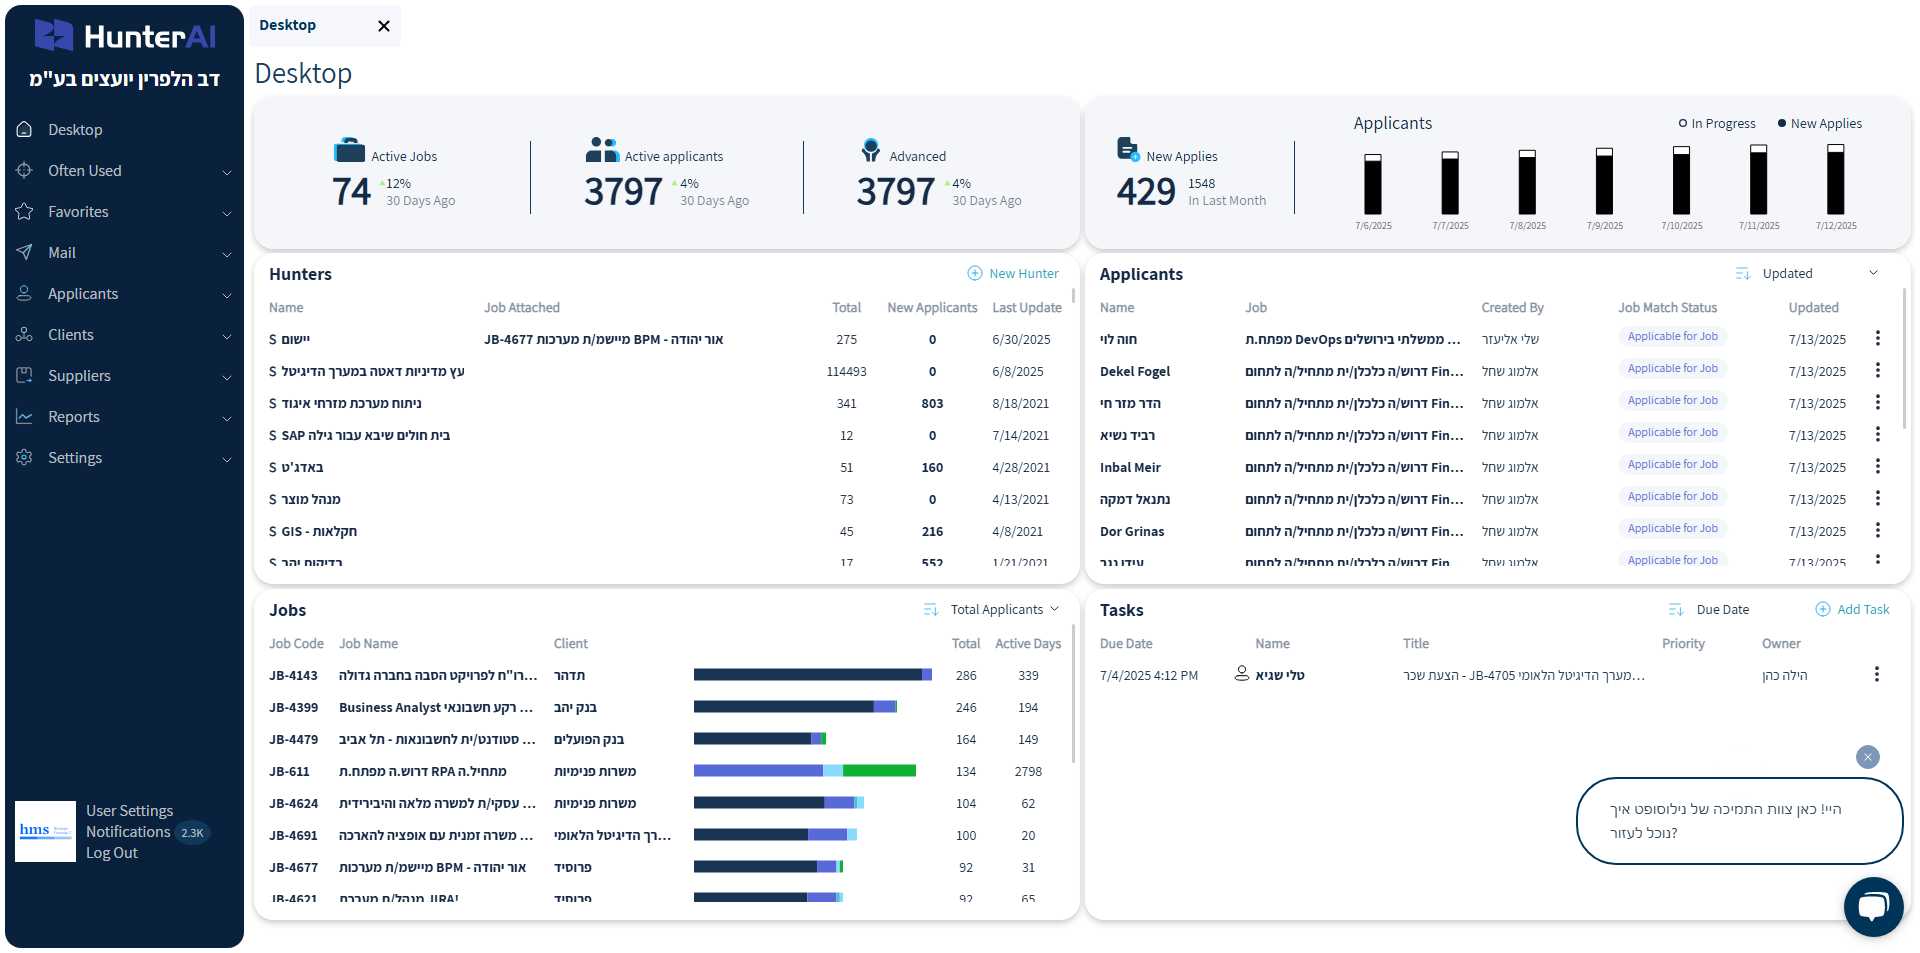 HunterAI
דב הלפרין יועצים בע"מ
Desktop
Often Used
Favorites
Mail
Applicants
Clients
Suppliers
Reports
Settings
hms
User Settings
Notifications 2.3K
Log Out
Desktop
Desktop
Active Jobs
74 12%
30 Days Ago
Active applicants
3797 4%
30 Days Ago
Advanced
3797 4%
30 Days Ago
New Applies
429 1548
In Last Month
Applicants
In Progress New Applies
7/6/2025 7/7/2025 7/8/2025 7/9/2025 7/10/2025 7/11/2025 7/12/2025
Hunters New Hunter
Name Job Attached Total New Applicants Last Update
S יישום JB-4677 מיישמ/ת מערכות BPM - אור יהודה 275 0 6/30/2025
S עץ מדיניות דאטה במערך הדיגיטל 114493 0 6/8/2025
S ניתוח מערכת מזרחי איגוד 341 803 8/18/2021
S SAP בית חולים שיבא עבור גילה 12 0 7/14/2021
S באדג'ט 51 160 4/28/2021
S מנהל מוצר 73 0 4/13/2021
S GIS - חקלאות 45 216 4/8/2021
S בדיקות יהב 17 552 1/21/2021
Applicants Updated
Name Job Created By Job Match Status Updated
חוה לוי מפתח.ת DevOps ממשלתי בירושלים ... שלי אליעזר Applicable for Job 7/13/2025
Dekel Fogel דרוש/ה כלכלן/ית מתחיל/ה לתחום Fin... אלמוג שחל Applicable for Job 7/13/2025
הדר מזר חי דרוש/ה כלכלן/ית מתחיל/ה לתחום Fin... אלמוג שחל Applicable for Job 7/13/2025
רביד נשיא דרוש/ה כלכלן/ית מתחיל/ה לתחום Fin... אלמוג שחל Applicable for Job 7/13/2025
Inbal Meir דרוש/ה כלכלן/ית מתחיל/ה לתחום Fin... אלמוג שחל Applicable for Job 7/13/2025
נתנאל דמקה דרוש/ה כלכלן/ית מתחיל/ה לתחום Fin... אלמוג שחל Applicable for Job 7/13/2025
Dor Grinas דרוש/ה כלכלן/ית מתחיל/ה לתחום Fin... אלמוג שחל Applicable for Job 7/13/2025
דרוש/ה כלכלן/ית מתחיל/ה לתחום Fin... אלמוג שחל Applicable for Job 7/13/2025
Jobs Total Applicants
Job Code Job Name Client Total Active Days
JB-4143 רו"ח לפרויקט הסבה בחברה גדולה... תדהר 286 339
JB-4399 Business Analyst רקע חשבונאי ... בנק יהב 246 194
JB-4479 סטודנט/ית לחשבונאות - תל אביב ... בנק הפועלים 164 149
JB-611 דרוש.ה מפתח.ת RPA מתחיל.ה משרות פנימיות 134 2798
JB-4624 עסקי/ת למשרה מלאה והיבירידית ... משרות פנימיות 104 62
JB-4691 משרה זמנית עם אופציה להארכה ... רך הדיגיטל הלאומי... 100 20
JB-4677 מיישמ/ת מערכות BPM - אור יהודה פרוסיד 92 31
JB-4621 מנהל/ת מערכת JIRA! פרוסיד 92 65
Tasks Due Date Add Task
Due Date Name Title Priority Owner
7/4/2025 4:12 PM טלי שגיא הצעת שכר - JB-4705 מערך הדיגיטל הלאומי... הילה כהן
היי! כאן צוות התמיכה של נילוסופט איך
נוכל לעזור?